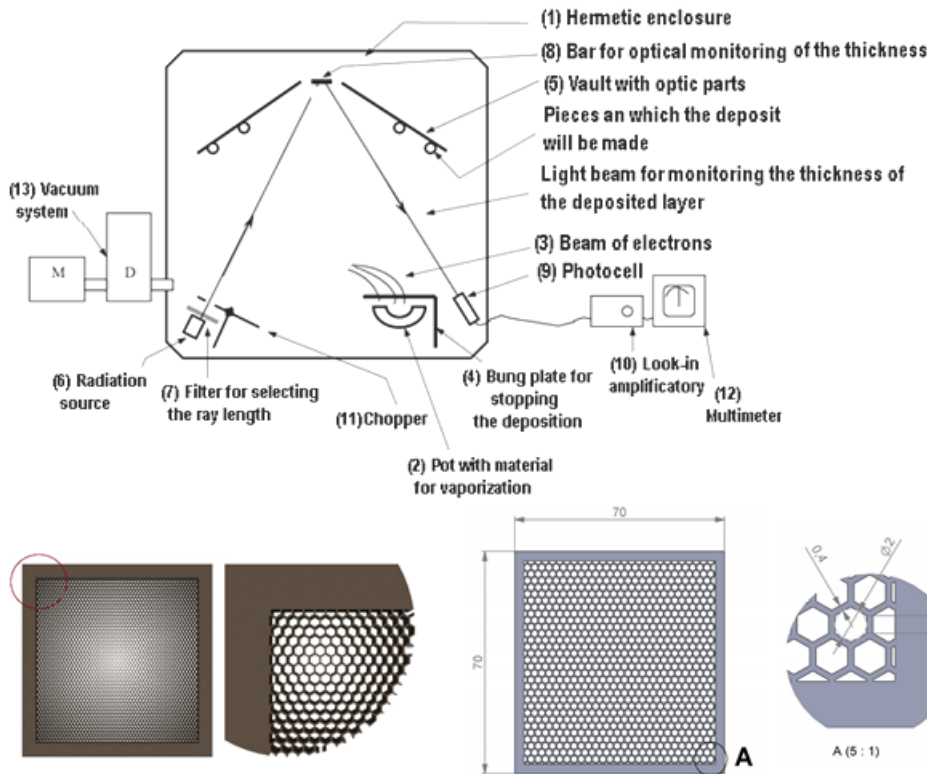 (1) Hermetic enclosure
(8) Bar for optical monitoring of the thickness
(5) Vault with optic parts
Pieces an which the deposit
will be made
Light beam for monitoring the thickness of
the deposited layer
(13) Vacuum
system
(3) Beam of electrons
(9) Photocell
M
D
(6) Radiation
source
(7) Filter for selecting
the ray length
(11)Chopper
(4) Bung plate for
stopping
the deposition
(10) Look-in
amplificatory
(12)
Multimeter
(2) Pot with material
for vaporization
70
70
A
0,4
Ø2
A (5 : 1)